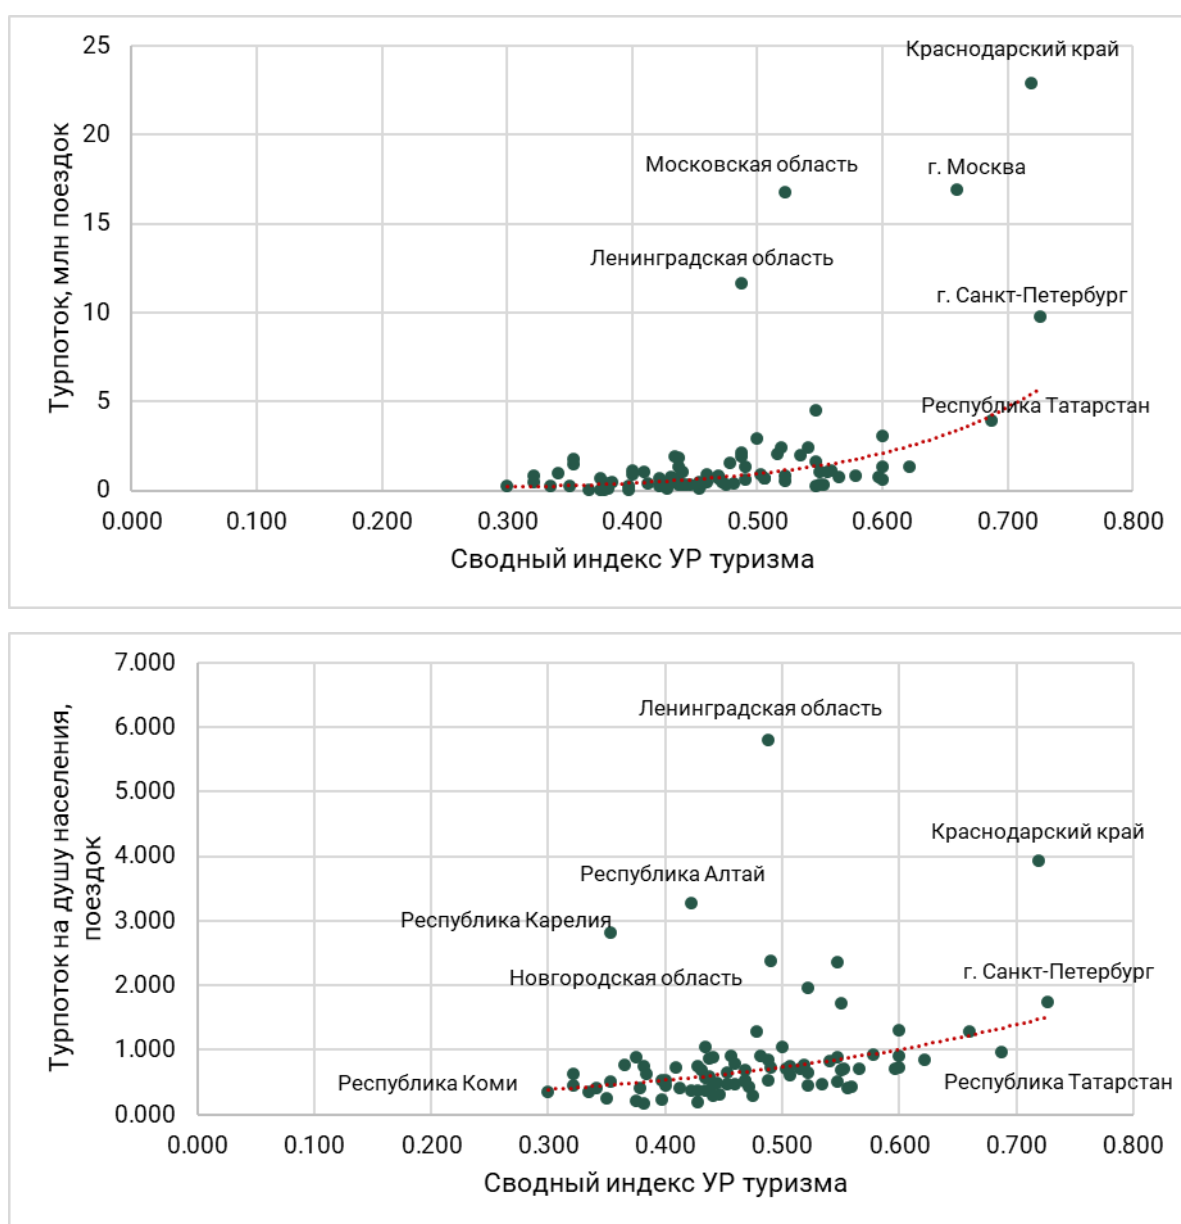 25
Краснодарский край
20
Московская область
г. Москва
15
Ленинградская область
г. Санкт-Петербург
10
5
Республика Татарстан
0
0.000 0.100 0.200 0.300 0.400 0.500 0.600 0.700 0.800
Турпоток, млн поездок
Сводный индекс УР туризма
7.000
Ленинградская область
6.000
5.000
Краснодарский край
4.000
Республика Алтай
3.000
Республика Карелия
Новгородская область
г. Санкт-Петербург
2.000
1.000
Республика Коми
Республика Татарстан
0.000
0.000 0.100 0.200 0.300 0.400 0.500 0.600 0.700 0.800
Турпоток на душу населения,
поездок
Сводный индекс УР туризма